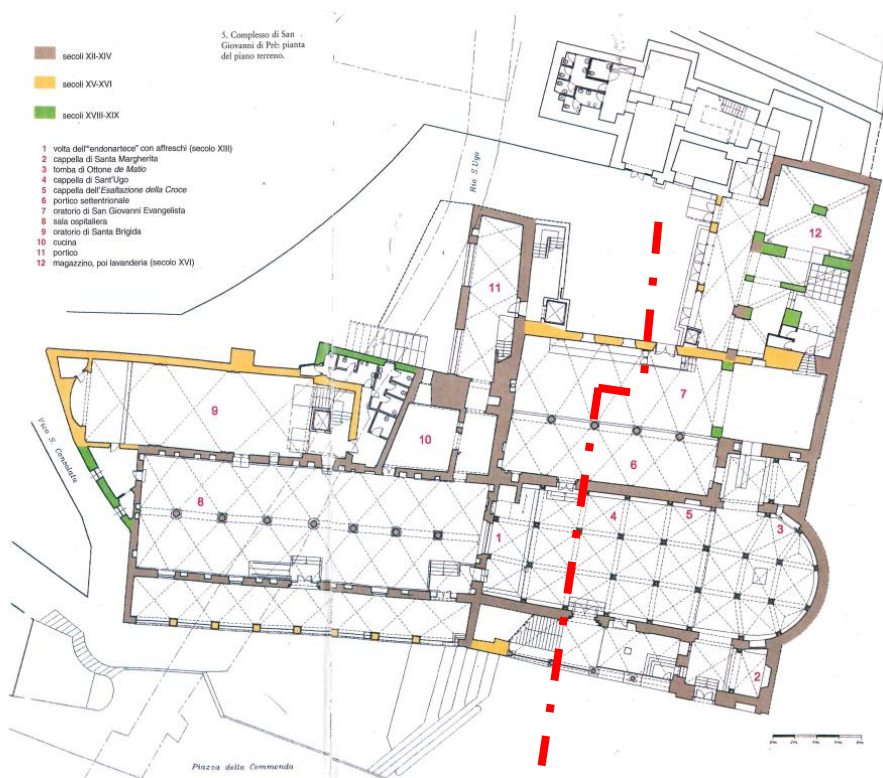 5. Complesso di San
Giovanni di Prè: pianta
del piano terreno.
secoli XII-XIV
secoli XV-XVI
secoli XVIII-XIX
1 volta dell'"endonartece" con affreschi (secolo XIII)
2 cappella di Santa Margherita
3 tomba di Ottone de Matio
4 cappella di Sant'Ugo
5 cappella dell'Esaltazione della Croce
6 portico settentrionale
7 oratorio di San Giovanni Evangelista
8 sala ospitaliera
9 oratorio di Santa Brigida
10 cucina
11 portico
12 magazzino, poi lavanderia (secolo XVI)
Rio S. Ugo
12
11
7
9
10
6
Vico S. Consolata
8
4
5
3
1
2
Piazza della Commenda